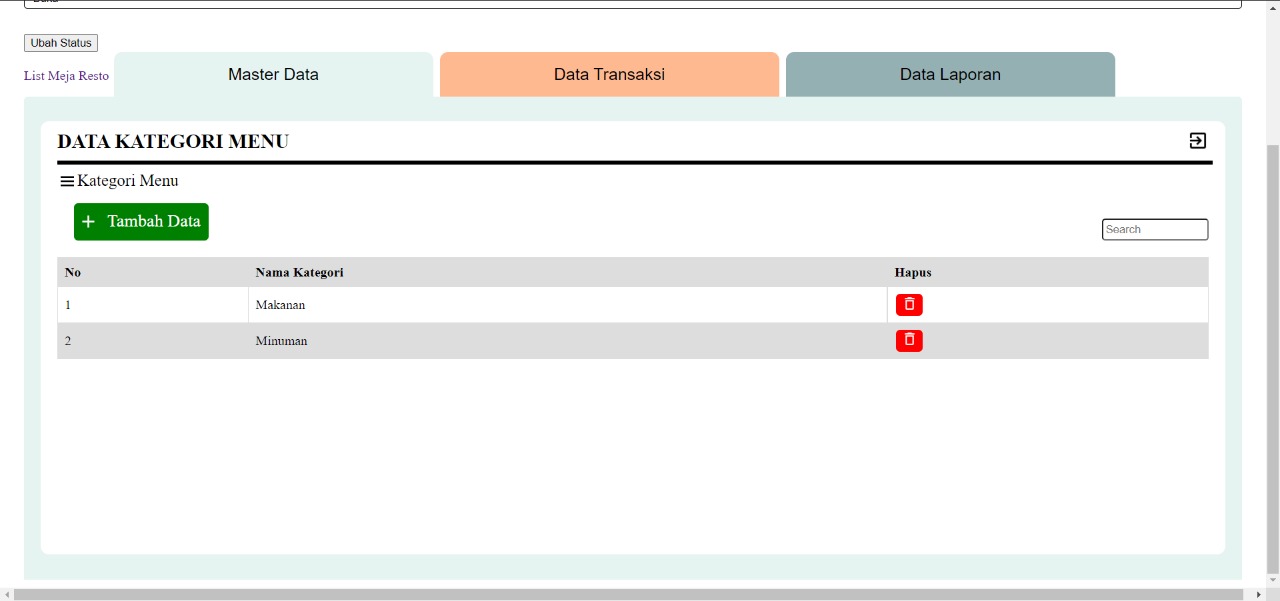 Ubah Status
List Meja Resto
Master Data
Data Transaksi
Data Laporan
DATA KATEGORI MENU
Kategori Menu
+ Tambah Data
Search
No Nama Kategori Hapus
1 Makanan
2 Minuman